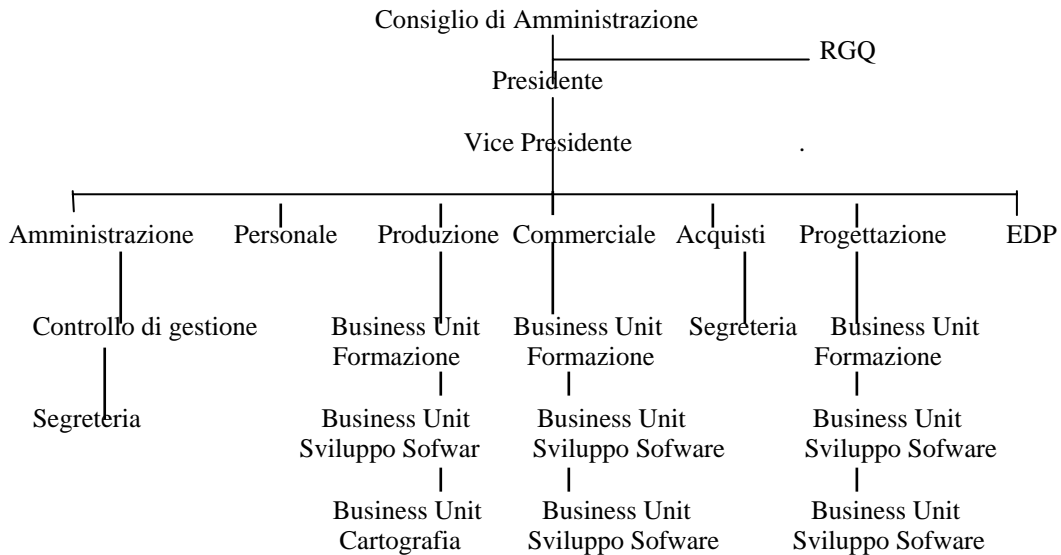 Consiglio di Amministrazione
RGQ
Presidente
Vice Presidente .
Amministrazione Personale Produzione Commerciale Acquisti Progettazione EDP
Controllo di gestione Business Unit Business Unit Segreteria Business Unit
Formazione Formazione Formazione
Segreteria Business Unit Business Unit Business Unit
Sviluppo Sofwar Sviluppo Sofware Sviluppo Sofware
Business Unit Business Unit Business Unit
Cartografia Sviluppo Sofware Sviluppo Sofware